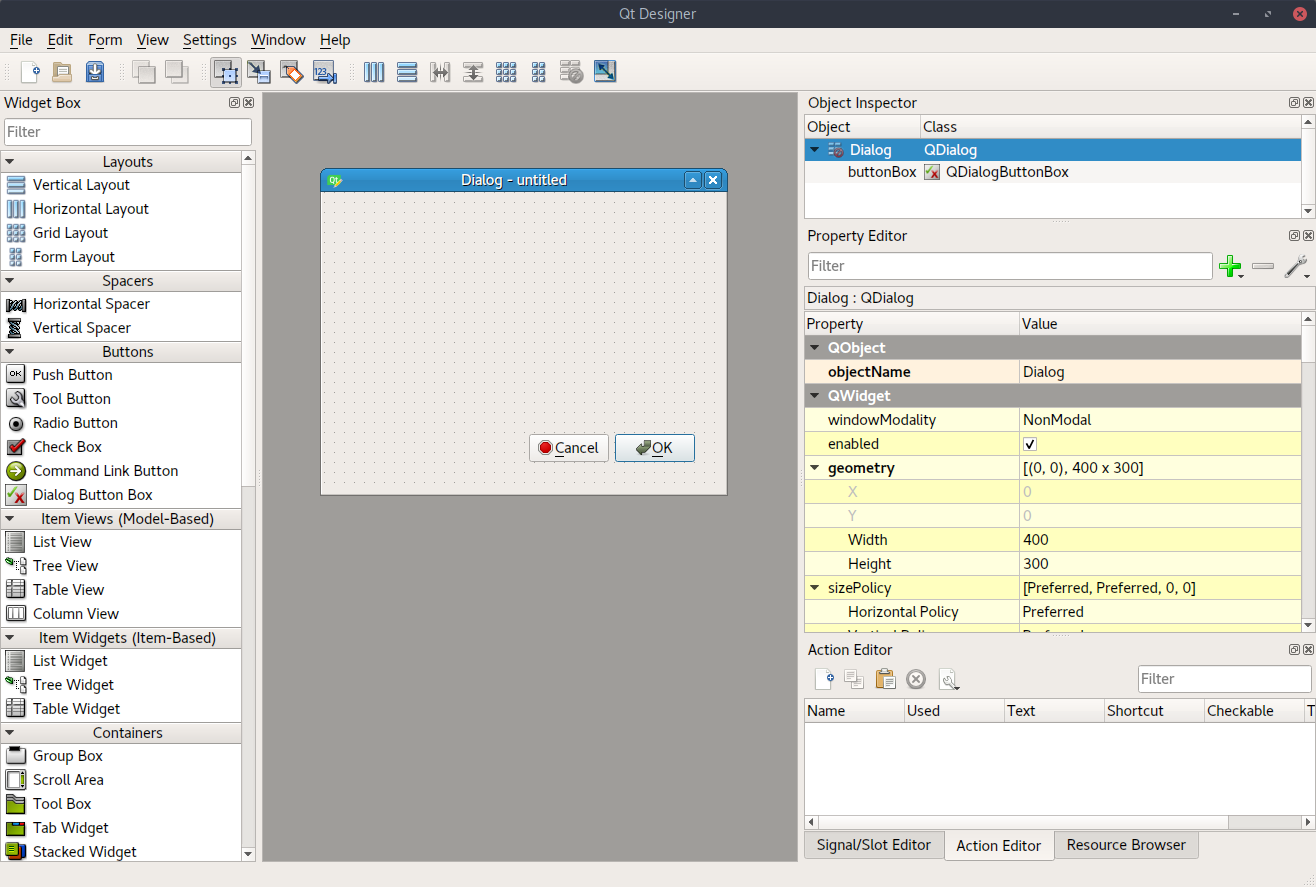 Qt Designer
File Edit Form View Settings Window Help
Widget Box
Filter
Layouts
Vertical Layout
Horizontal Layout
Grid Layout
Form Layout
Spacers
Horizontal Spacer
Vertical Spacer
Buttons
Push Button
Tool Button
Radio Button
Check Box
Command Link Button
Dialog Button Box
Item Views (Model-Based)
List View
Tree View
Table View
Column View
Item Widgets (Item-Based)
List Widget
Tree Widget
Table Widget
Containers
Group Box
Scroll Area
Tool Box
Tab Widget
Stacked Widget
Dialog - untitled
Cancel OK
Object Inspector
Object Class
Dialog QDialog
buttonBox QDialogButtonBox
Property Editor
Filter
Dialog : QDialog
Property Value
QObject
objectName Dialog
QWidget
windowModality NonModal
enabled
geometry [(0, 0), 400 x 300]
X 0
Y 0
Width 400
Height 300
sizePolicy [Preferred, Preferred, 0, 0]
Horizontal Policy Preferred
Action Editor
Filter
Name Used Text Shortcut Checkable T
Signal/Slot Editor Action Editor Resource Browser